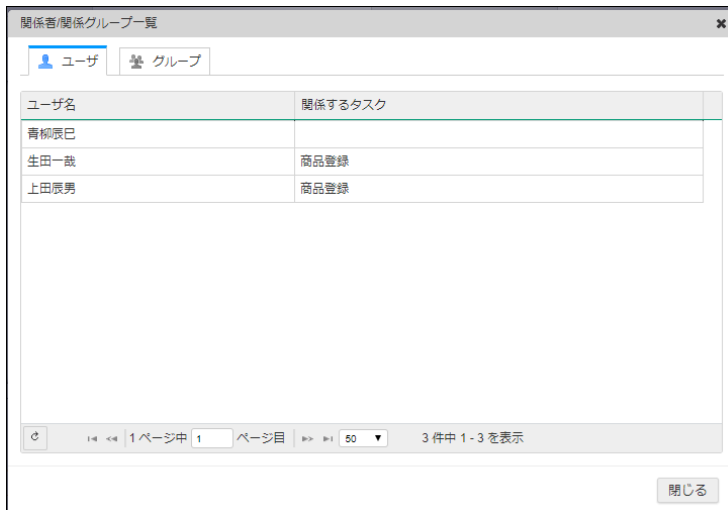 関係者/関係グループ一覧
ユーザ グループ
ユーザ名 関係するタスク
青柳辰巳
生田一哉 商品登録
上田辰男 商品登録
1 ページ中 1 ページ目 50 3 件中 1 - 3 を表示
閉じる